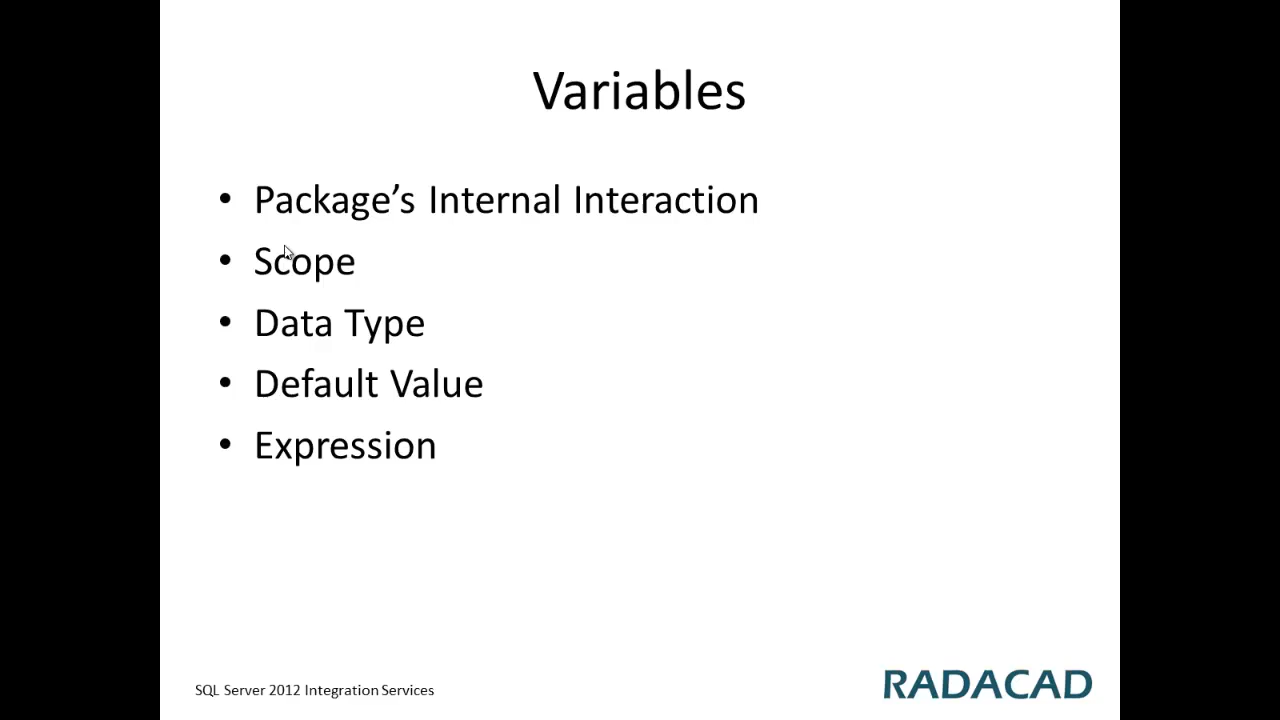 Variables
• Package’s Internal Interaction
• Scope
• Data Type
• Default Value
• Expression
SQL Server 2012 Integration Services
RADACAD